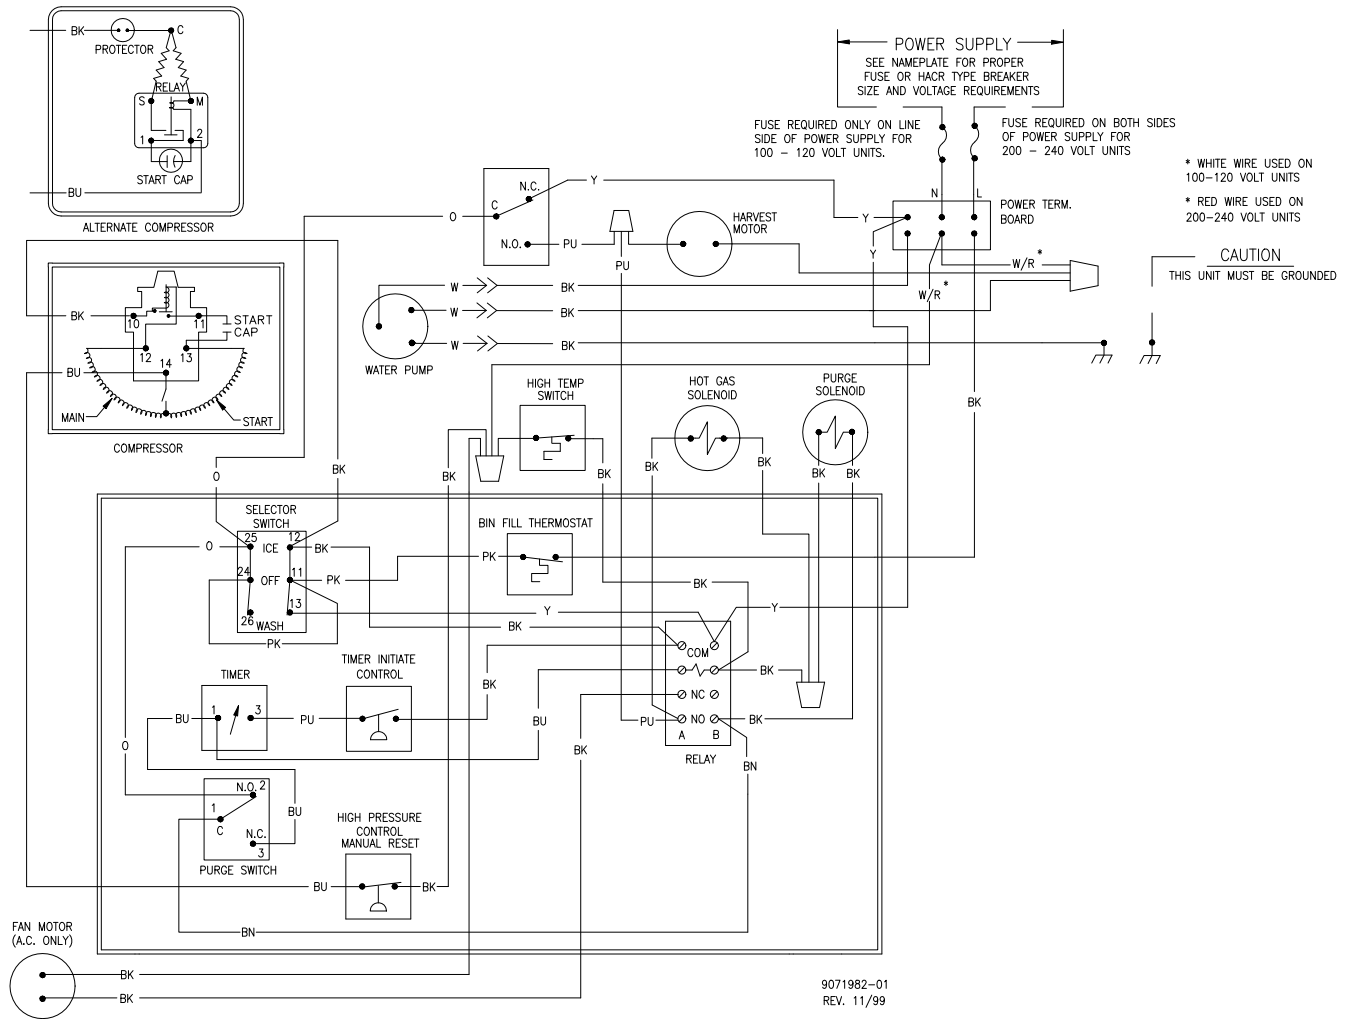 BK
C
PROTECTOR
RELAY
S
M
1
2
START CAP
BU
ALTERNATE COMPRESSOR
POWER SUPPLY
SEE NAMEPLATE FOR PROPER
FUSE OR HACR TYPE BREAKER
SIZE AND VOLTAGE REQUIREMENTS
FUSE REQUIRED ONLY ON LINE
SIDE OF POWER SUPPLY FOR
100 - 120 VOLT UNITS.
FUSE REQUIRED ON BOTH SIDES
OF POWER SUPPLY FOR
200 - 240 VOLT UNITS
* WHITE WIRE USED ON
100-120 VOLT UNITS
* RED WIRE USED ON
200-240 VOLT UNITS
CAUTION
THIS UNIT MUST BE GROUNDED
N
L
POWER TERM.
BOARD
N.C.
C
N.O.
Y
O
PU
PU
HARVEST
MOTOR
Y
Y
W/R *
W/R *
W
BK
W
BK
W
BK
WATER PUMP
BK
10
11
START
CAP
12
13
14
BU
MAIN
START
COMPRESSOR
HIGH TEMP
SWITCH
HOT GAS
SOLENOID
PURGE
SOLENOID
BK
O
BK
BK
BK
BK
BK
BK
BK
SELECTOR
SWITCH
25
12
ICE
O
BK
24
OFF
11
PK
26
WASH
13
PK
BIN FILL THERMOSTAT
PK
BK
Y
Y
BK
COM
BK
NC
NO
PU
BK
A
B
RELAY
BN
TIMER
1
3
BU
PU
TIMER INITIATE
CONTROL
BK
BU
BK
O
N.O.
2
1
C
N.C.
3
BU
PURGE SWITCH
HIGH PRESSURE
CONTROL
MANUAL RESET
BU
BK
BN
FAN MOTOR
(A.C. ONLY)
BK
BK
9071982-01
REV. 11/99